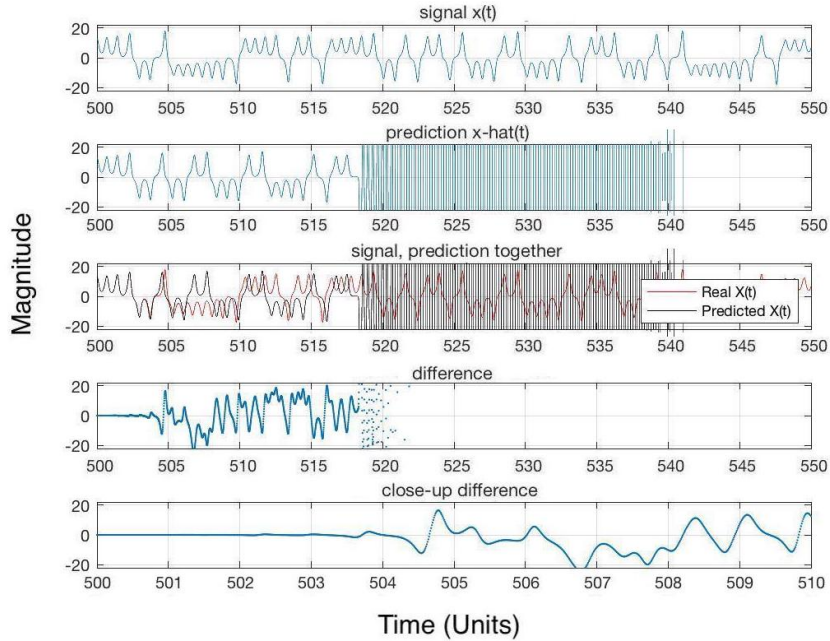 signal x(t)
20
0
-20
500 505 510 515 520 525 530 535 540 545 550
prediction x-hat(t)
20
0
-20
500 505 510 515 520 525 530 535 540 545 550
Magnitude
signal, prediction together
20
0
-20
Real X(t)
Predicted X(t)
500 505 510 515 520 525 530 535 540 545 550
difference
20
0
-20
500 505 510 515 520 525 530 535 540 545 550
close-up difference
20
0
-20
500 501 502 503 504 505 506 507 508 509 510
Time (Units)